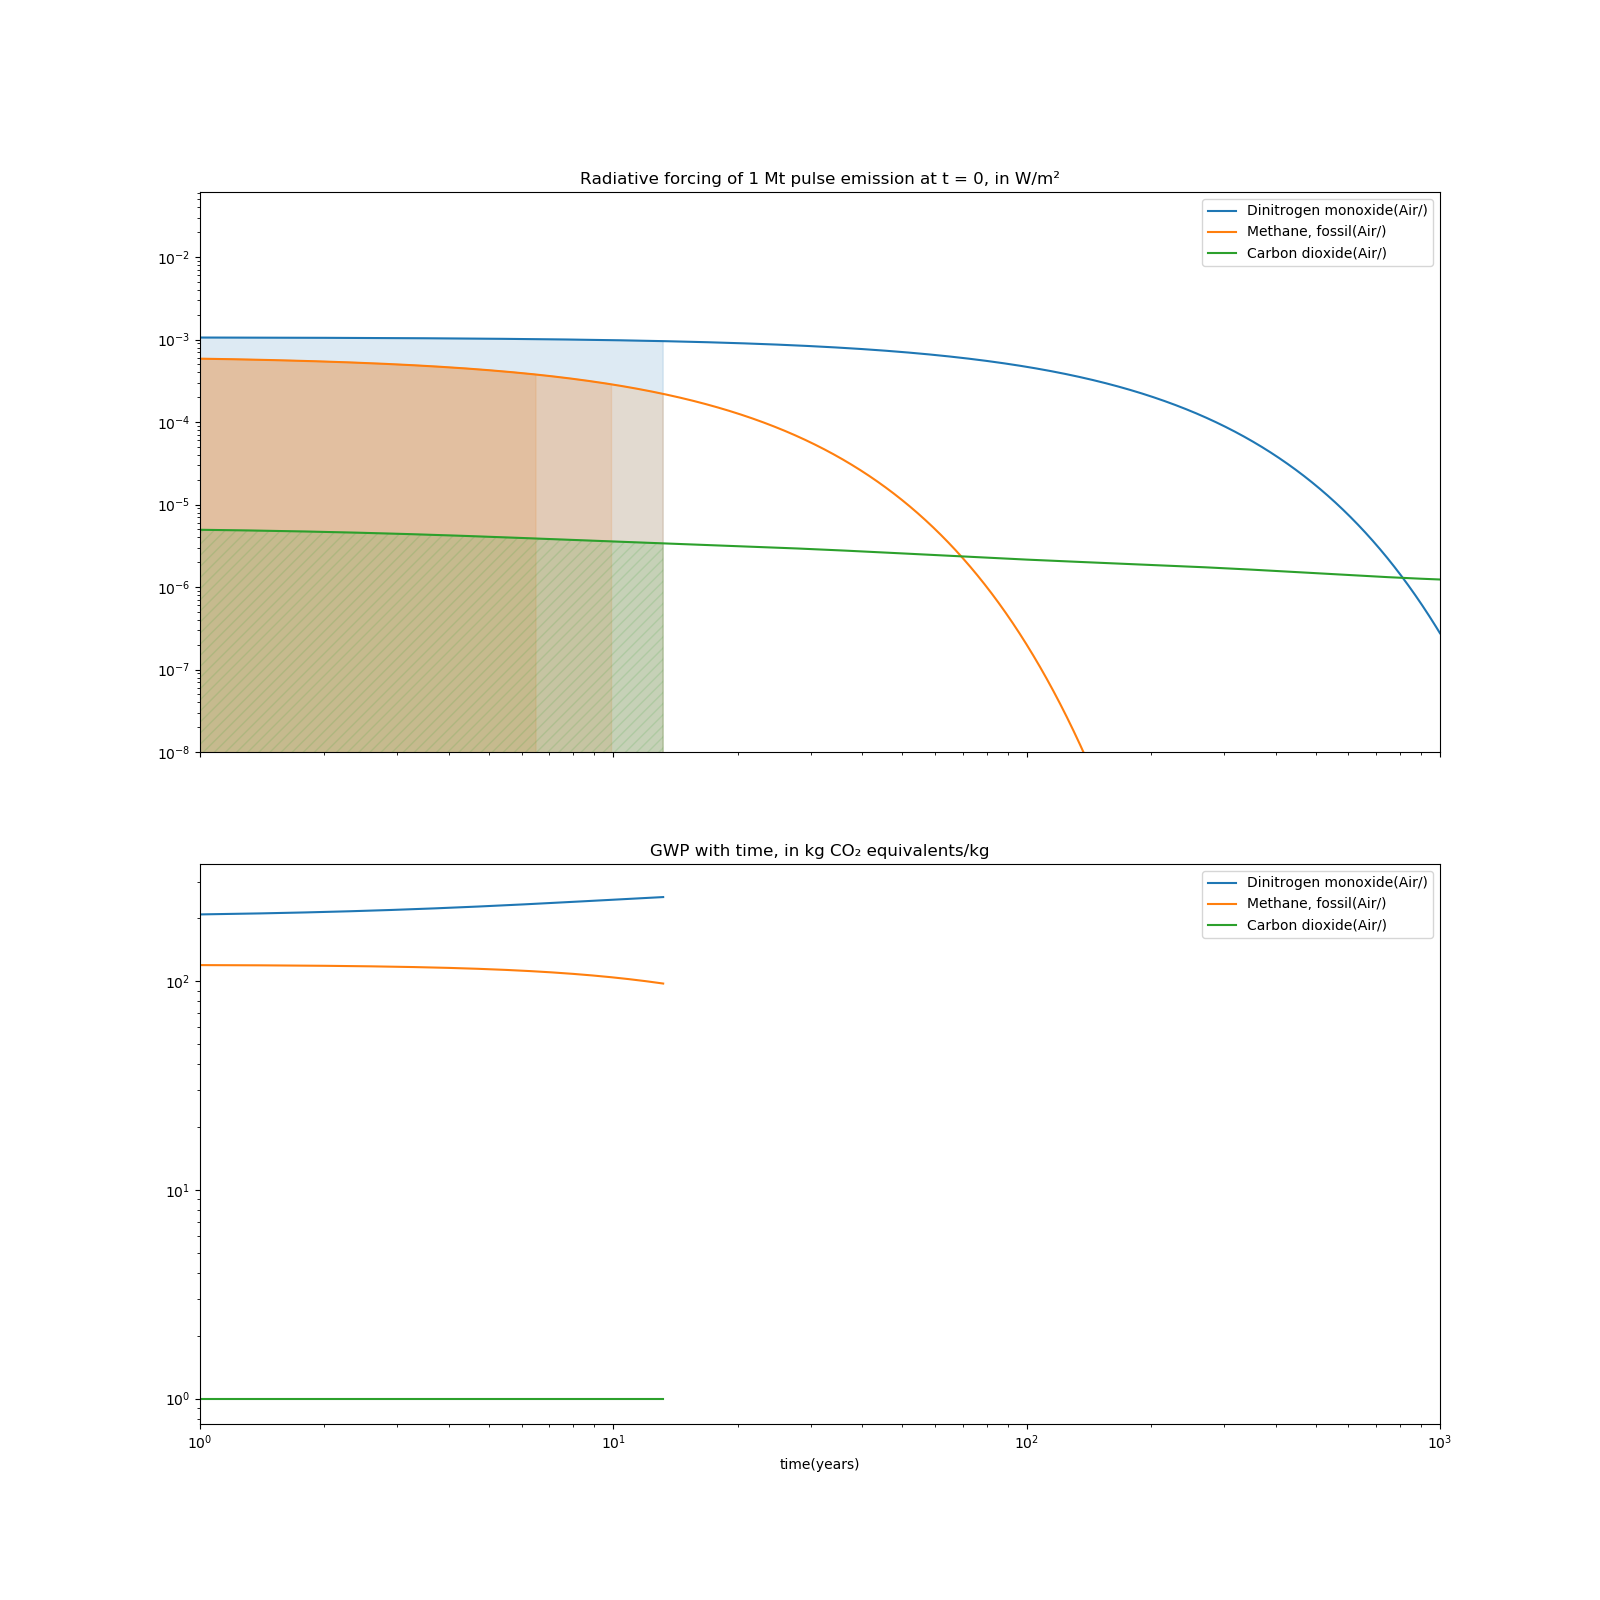 Radiative forcing of 1 Mt pulse emission at t = 0, in W/m²
Dinitrogen monoxide(Air/)
Methane, fossil(Air/)
Carbon dioxide(Air/)
10⁻²
10⁻³
10⁻⁴
10⁻⁵
10⁻⁶
10⁻⁷
10⁻⁸
GWP with time, in kg CO₂ equivalents/kg
Dinitrogen monoxide(Air/)
Methane, fossil(Air/)
Carbon dioxide(Air/)
10²
10¹
10⁰
10⁰ 10¹ 10² 10³
time(years)